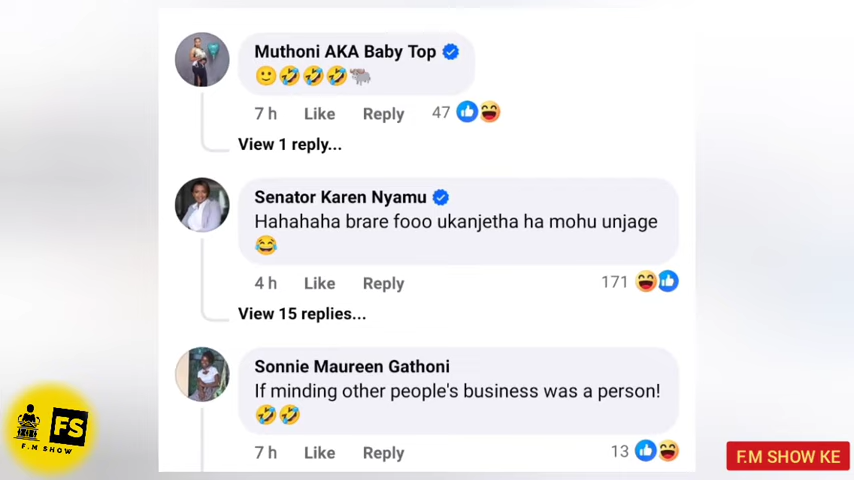 Muthoni AKA Baby Top
🙂🤣🤣🤣🐃
7 h Like Reply 47
View 1 reply...
Senator Karen Nyamu
Hahahaha brare fooo ukanjetha ha mohu unjage
😂
4 h Like Reply 171
View 15 replies...
Sonnie Maureen Gathoni
If minding other people's business was a person!
🤣🤣
7 h Like Reply 13
FS
F.M SHOW
F.M SHOW KE